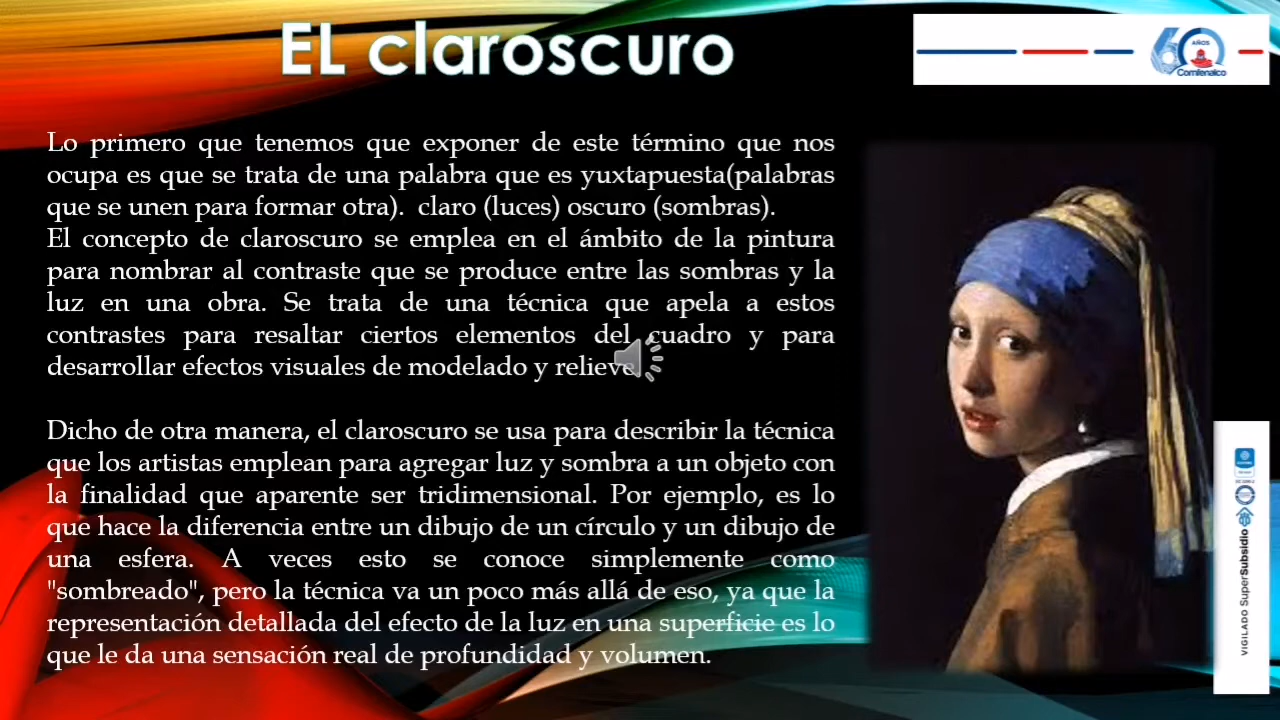 EL claroscuro
60 AÑOS
Comfenalco
Lo primero que tenemos que exponer de este término que nos
ocupa es que se trata de una palabra que es yuxtapuesta(palabras
que se unen para formar otra). claro (luces) oscuro (sombras).
El concepto de claroscuro se emplea en el ámbito de la pintura
para nombrar al contraste que se produce entre las sombras y la
luz en una obra. Se trata de una técnica que apela a estos
contrastes para resaltar ciertos elementos del cuadro y para
desarrollar efectos visuales de modelado y relieve
Dicho de otra manera, el claroscuro se usa para describir la técnica
que los artistas emplean para agregar luz y sombra a un objeto con
la finalidad que aparente ser tridimensional. Por ejemplo, es lo
que hace la diferencia entre un dibujo de un círculo y un dibujo de
una esfera. A veces esto se conoce simplemente como
"sombreado", pero la técnica va un poco más allá de eso, ya que la
representación detallada del efecto de la luz en una superficie es lo
que le da una sensación real de profundidad y volumen.
VIGILADO SuperSubsidio